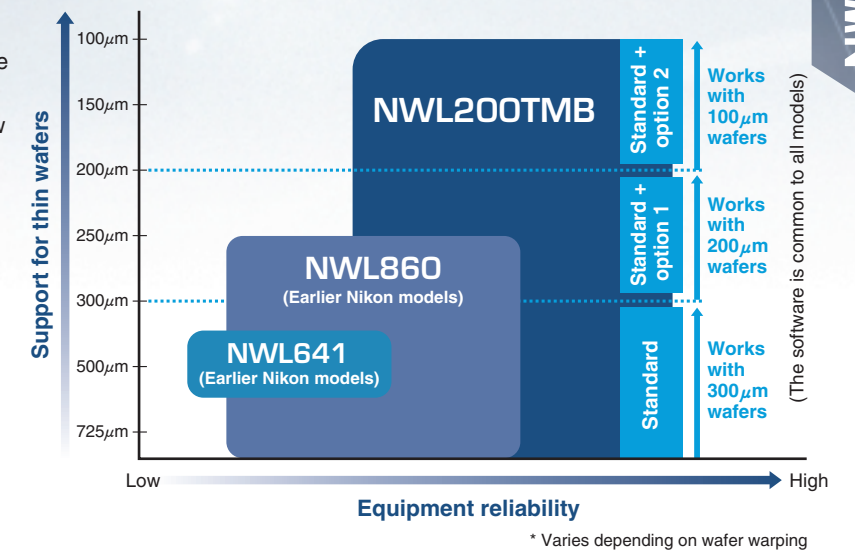 100μm
150μm
200μm
250μm
300μm
500μm
725μm
Support for thin wafers
NWL200TMB
NWL860
(Earlier Nikon models)
NWL641
(Earlier Nikon models)
Standard +
option 2
Standard +
option 1
Standard
Works
with
100μm
wafers
Works
with
200μm
wafers
Works
with
300μm
wafers
(The software is common to all models)
Low
High
Equipment reliability
* Varies depending on wafer warping